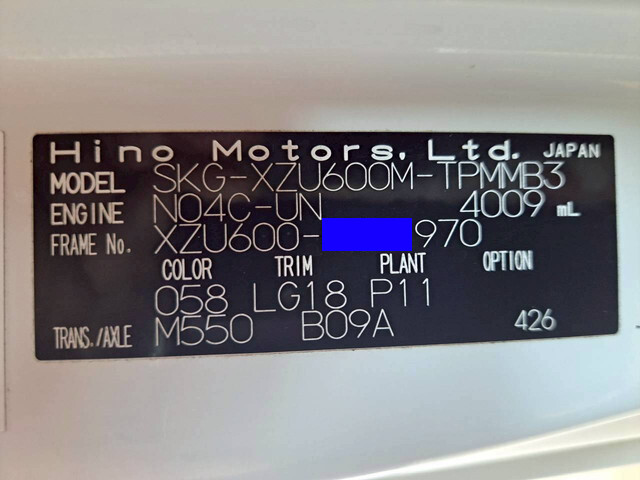 Hino Motors, Ltd. JAPAN
MODEL SKG-XZU600M-TPMMB3
ENGINE N04C-UN 4009 mL
FRAME No. XZU600- 970
COLOR TRIM PLANT OPTION
058 LG18 P11
TRANS./AXLE M550 B09A 426